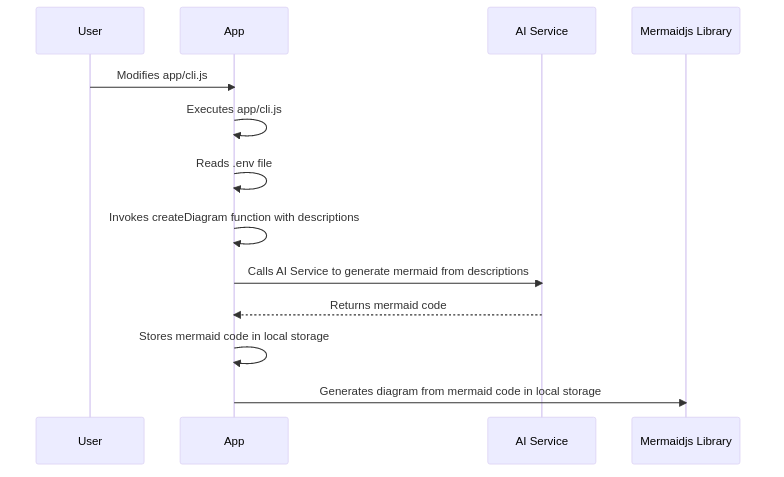 User
App
AI Service
Mermaidjs Library
Modifies app/cli.js
Executes app/cli.js
Reads .env file
Invokes createDiagram function with descriptions
Calls AI Service to generate mermaid from descriptions
Returns mermaid code
Stores mermaid code in local storage
Generates diagram from mermaid code in local storage
User
App
AI Service
Mermaidjs Library